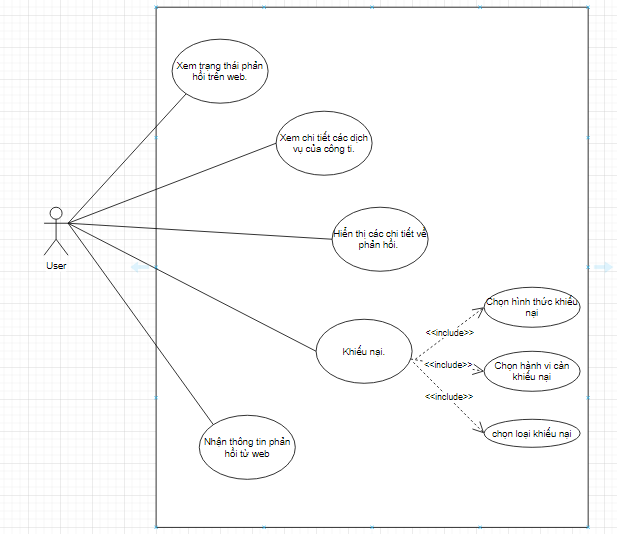 Xem trạng thái phản
hồi trên web.
Xem chi tiết các dịch
vụ của công ti.
Hiển thị các chi tiết về
phản hồi.
User
Khiếu nại.
<<include>>
<<include>>
<<include>>
Chọn hình thức khiếu
nại
Chọn hành vi cần
khiếu nại
chọn loại khiếu nại
Nhận thông tin phản
hồi từ web